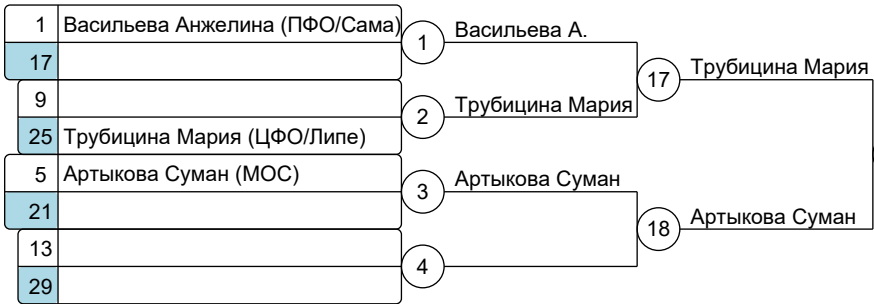 1 Васильева Анжелина (ПФО/Сама)
17
9
25 Трубицина Мария (ЦФО/Липе)
5 Артыкова Суман (МОС)
21
13
29
1 Васильева А.
2 Трубицина Мария
3 Артыкова Суман
4
17 Трубицина Мария
18 Артыкова Суман